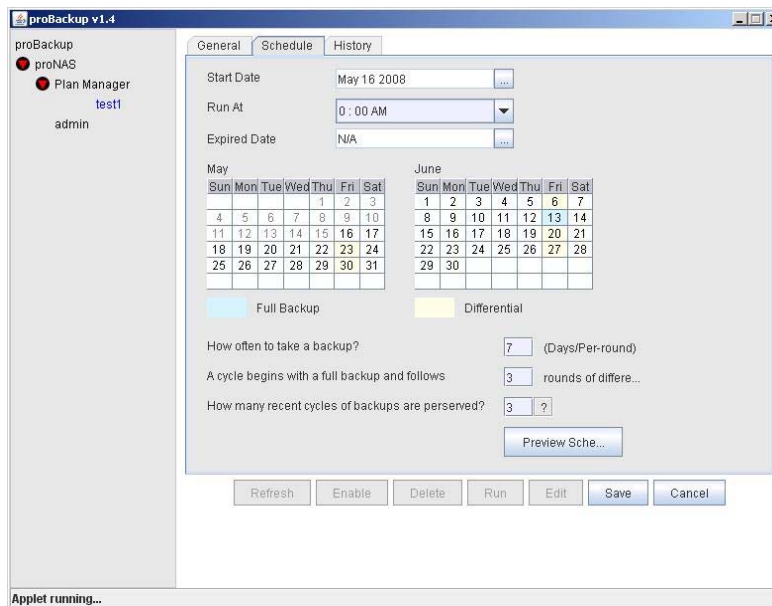 proBackup v1.4
proBackup
proNAS
Plan Manager
test1
admin
General Schedule History
Start Date May 16 2008 ...
Run At 0 : 00 AM
Expired Date N/A ...
May
Sun Mon Tue Wed Thu Fri Sat
1 2 3
4 5 6 7 8 9 10
11 12 13 14 15 16 17
18 19 20 21 22 23 24
25 26 27 28 29 30 31
June
Sun Mon Tue Wed Thu Fri Sat
1 2 3 4 5 6 7
8 9 10 11 12 13 14
15 16 17 18 19 20 21
22 23 24 25 26 27 28
29 30
Full Backup Differential
How often to take a backup? 7 (Days/Per-round)
A cycle begins with a full backup and follows 3 rounds of differe...
How many recent cycles of backups are perserved? 3 ?
Preview Sche...
Refresh Enable Delete Run Edit Save Cancel
Applet running...